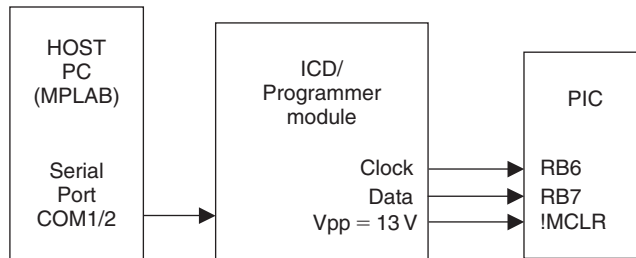 HOST
PC
(MPLAB)
Serial
Port
COM1/2
ICD/
Programmer
module
Clock
Data
Vpp = 13 V
PIC
RB6
RB7
!MCLR